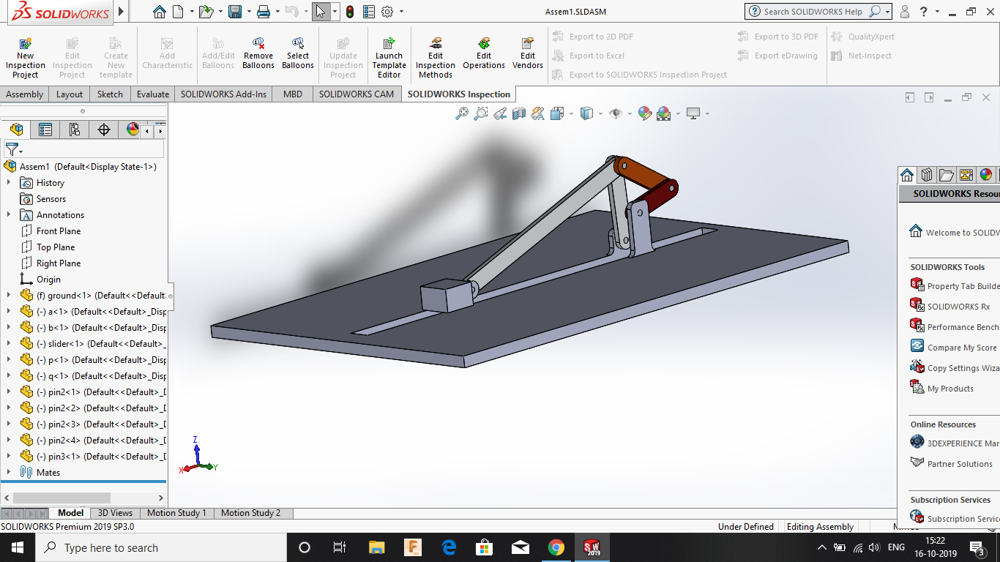 SOLIDWORKS
Assem1.SLDASM
Search SOLIDWORKS Help
New Inspection Project
Edit Inspection Project
Create New template
Add Characteristic
Add/Edit Balloons
Remove Balloons
Select Balloons
Update Inspection Project
Launch Template Editor
Edit Inspection Methods
Edit Operations
Edit Vendors
Export to 2D PDF
Export to Excel
Export to SOLIDWORKS Inspection Project
Export to 3D PDF
Export eDrawing
QualityXpert
Net-Inspect
Assembly
Layout
Sketch
Evaluate
SOLIDWORKS Add-Ins
MBD
SOLIDWORKS CAM
SOLIDWORKS Inspection
Assem1 (Default<Display State-1>)
History
Sensors
Annotations
Front Plane
Top Plane
Right Plane
Origin
(f) ground<1> (Default<<Default
(-) a<1> (Default<<Default>_Disp
(-) b<1> (Default<<Default>_Disp
(-) slider<1> (Default<<Default>_
(-) p<1> (Default<<Default>_Disp
(-) q<1> (Default<<Default>_Disp
(-) pin2<1> (Default<<Default>_D
(-) pin2<2> (Default<<Default>_D
(-) pin2<3> (Default<<Default>_D
(-) pin2<4> (Default<<Default>_D
(-) pin3<1> (Default<<Default>_D
Mates
Z
X
Y
SOLIDWORKS Resour
Welcome to SOLIDW
SOLIDWORKS Tools
Property Tab Builde
SOLIDWORKS Rx
Performance Bench
Compare My Score
Copy Settings Wiza
My Products
Online Resources
3DEXPERIENCE Mar
Partner Solutions
Subscription Services
Subscription Service
Model
3D Views
Motion Study 1
Motion Study 2
SOLIDWORKS Premium 2019 SP3.0
Under Defined
Editing Assembly
Type here to search
SW
2019
ENG
15:22
16-10-2019
3